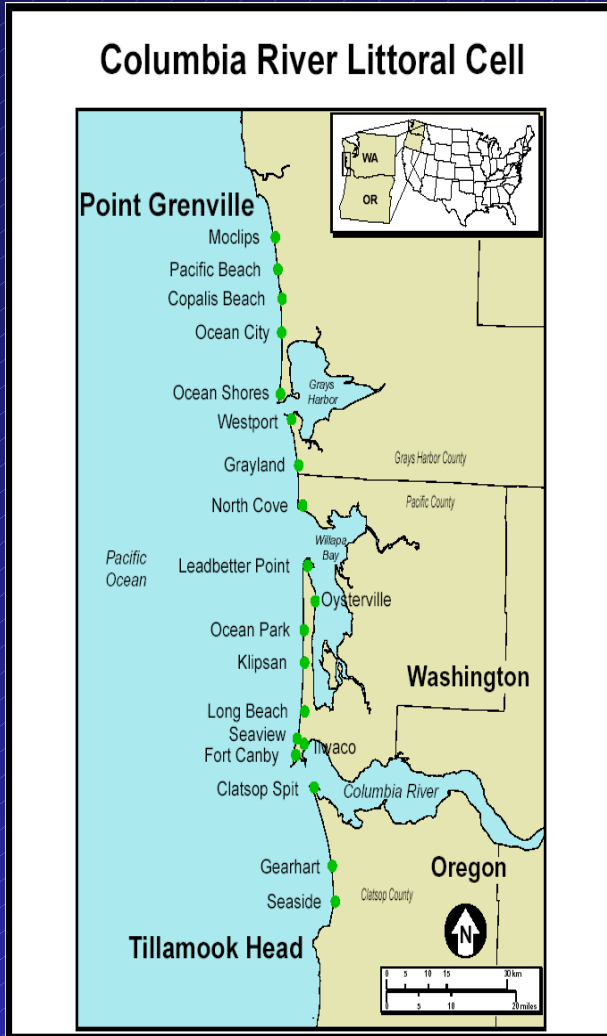 Columbia River Littoral Cell
WA
OR
Point Grenville
Moclips
Pacific Beach
Copalis Beach
Ocean City
Ocean Shores
Grays
Harbor
Westport
Grayland
Grays Harbor County
North Cove
Pacific County
Willapa
Bay
Pacific
Ocean
Leadbetter Point
Oysterville
Ocean Park
Klipsan
Washington
Long Beach
Seaview
Ilwaco
Fort Canby
Clatsop Spit
Columbia River
Gearhart
Oregon
Seaside
Clatsop County
Tillamook Head
N
0 5 10 15 30 km
0 5 10 20 miles